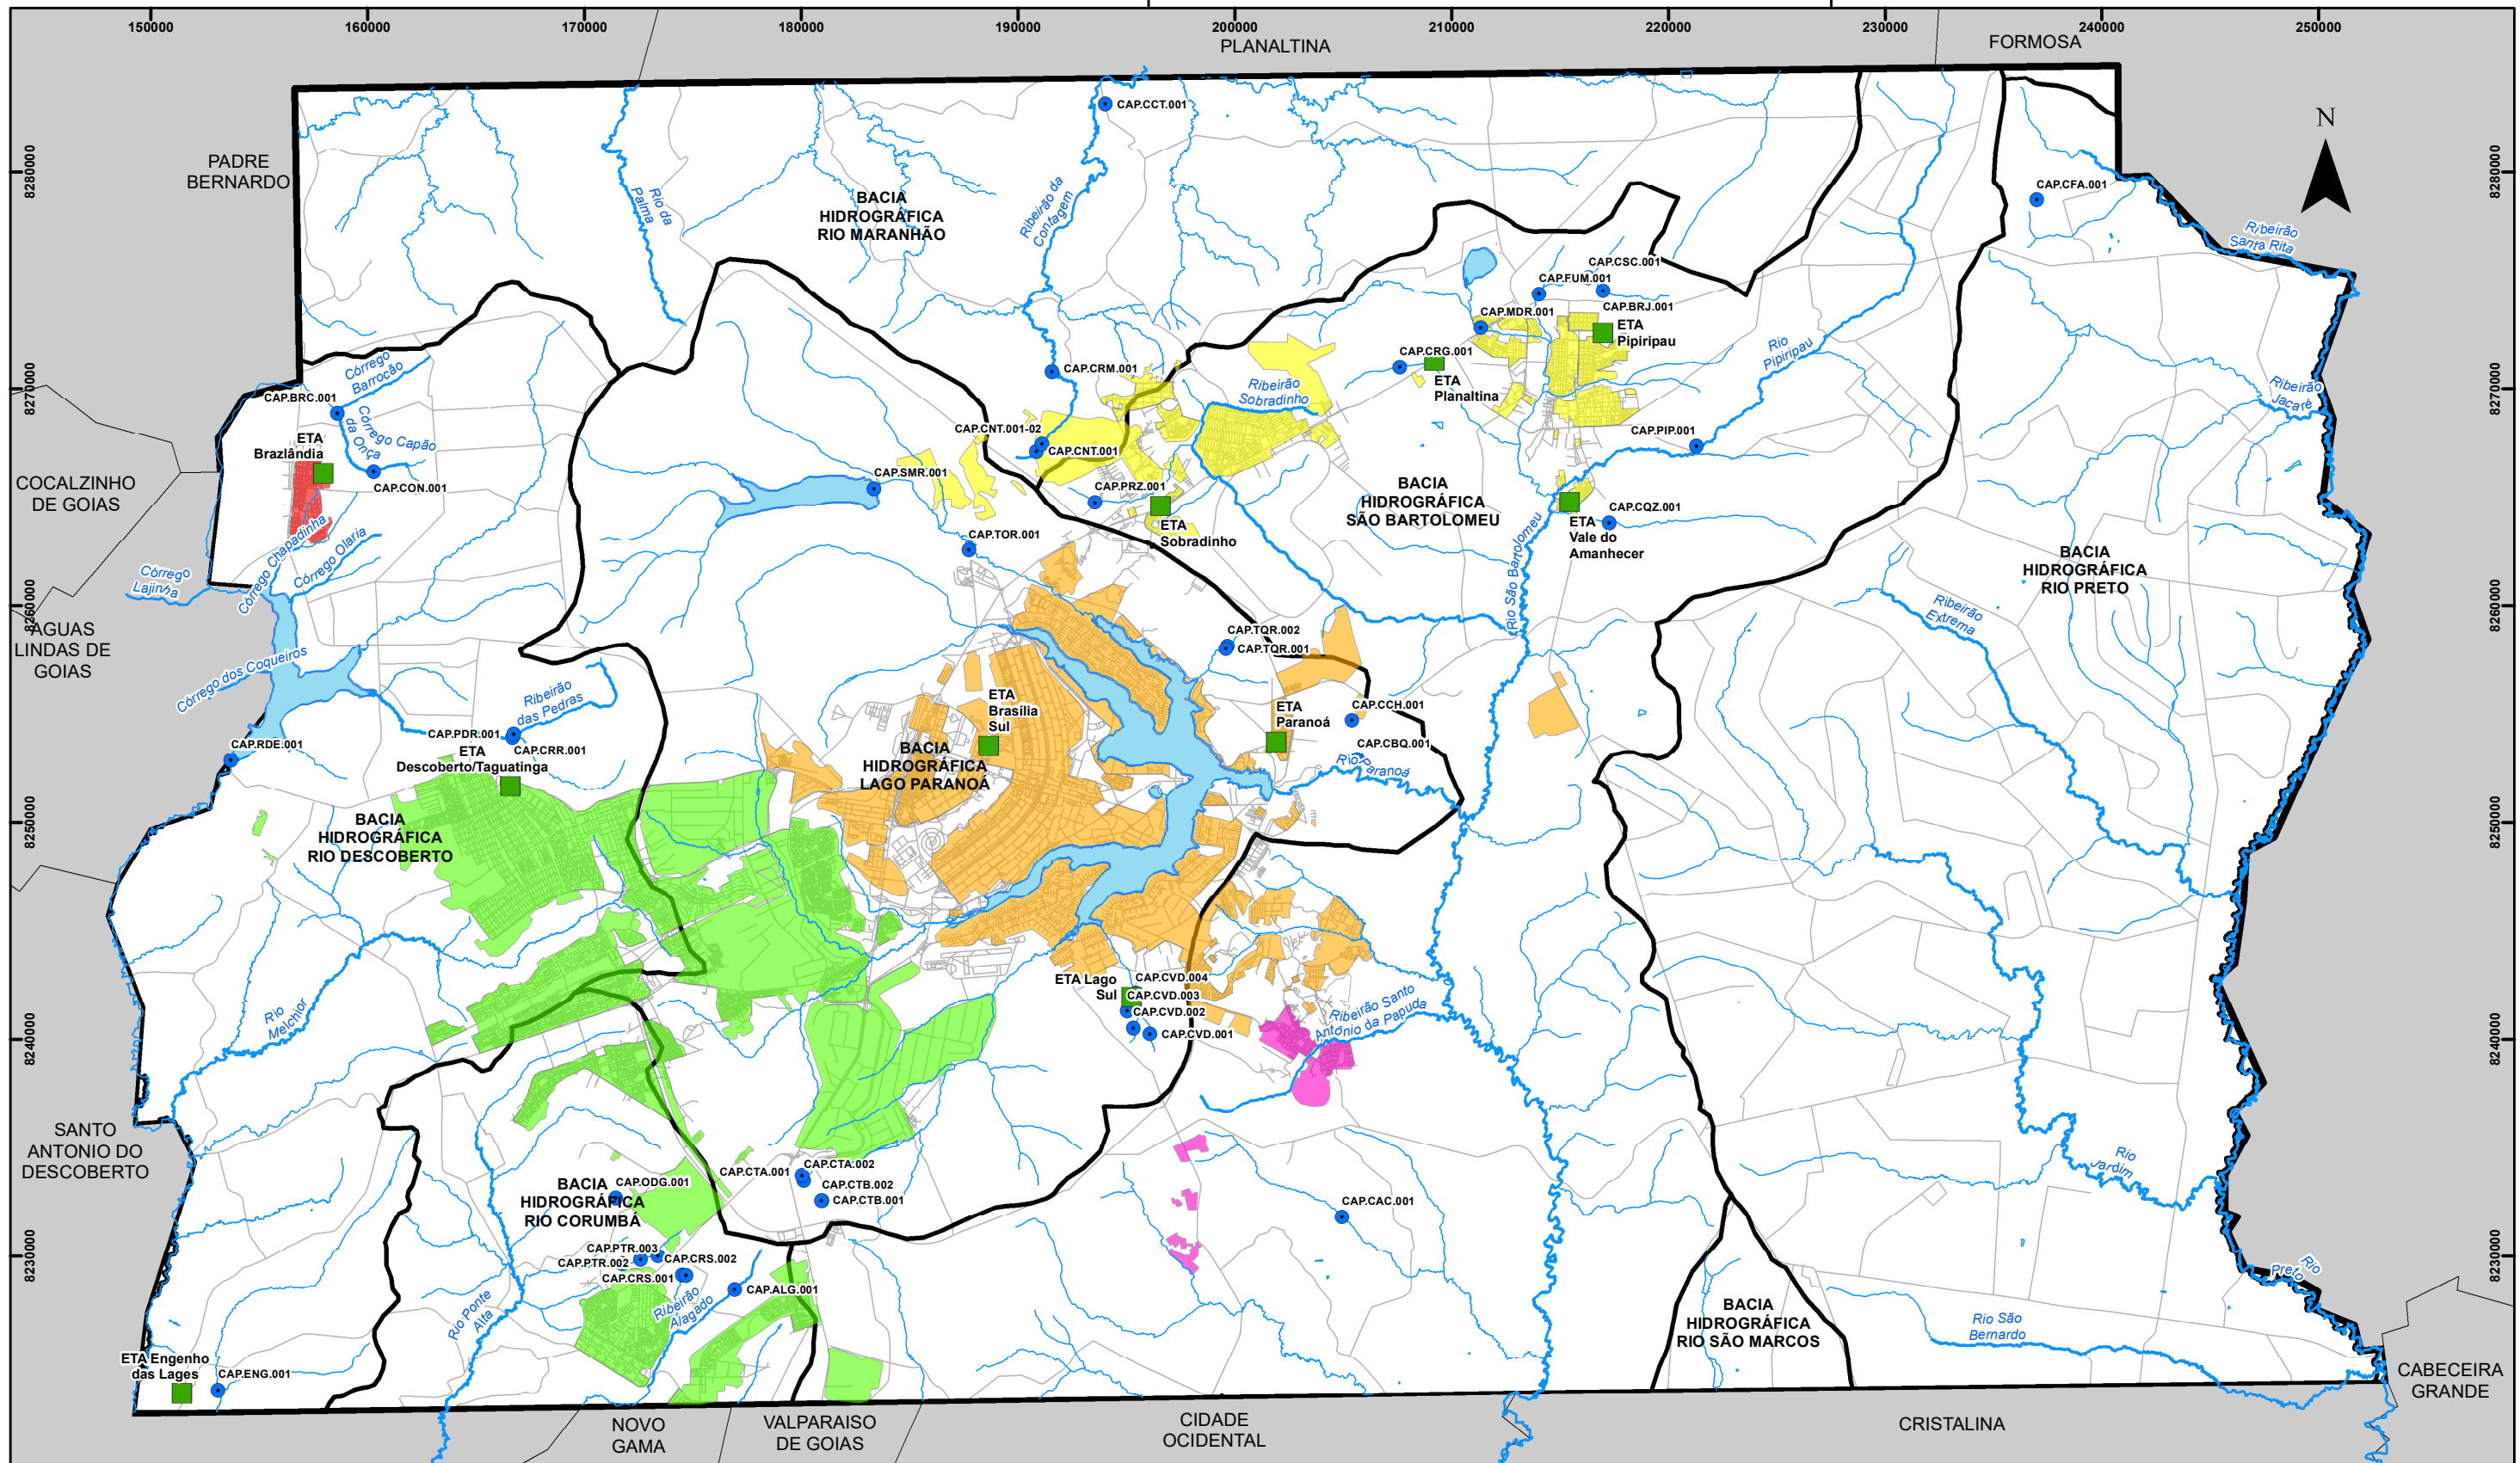 150000
160000
170000
180000
190000
200000
210000
220000
230000
240000
250000
PLANALTINA
FORMOSA
N
CAP.CCT.001
PADRE
BERNARDO
8280000
8280000
Rio da
Palma
BACIA
HIDROGRÁFICA
RIO MARANHÃO
Ribeirão da
Contagem
CAP.CFA.001
Ribeirão
Santa Rita
CAP.CSC.001
CAP.FUM.001
CAP.BRJ.001
CAP.MDR.001
ETA
Pipiripau
Rio
Pipiripau
CAP.CRG.001
ETA
Planaltina
CAP.CRM.001
Ribeirão
Sobradinho
Córrego
Barrocão
CAP.BRC.001
Córrego Capão
da Onça
CAP.CON.001
ETA
Brazlândia
8270000
8270000
Ribeirão
Jacaré
CAP.CNT.001-02
CAP.CNT.001
CAP.PIP.001
CAP.SMR.001
CAP.PRZ.001
ETA
Sobradinho
CAP.TOR.001
BACIA
HIDROGRÁFICA
SÃO BARTOLOMEU
CAP.CQZ.001
ETA
Vale do
Amanhecer
Rio São Bartolomeu
COCALZINHO
DE GOIAS
Córrego Chapadinha
Córrego Olaria
Córrego
Lajinha
BACIA
HIDROGRÁFICA
RIO PRETO
Ribeirão
Extrema
8260000
8260000
AGUAS
LINDAS DE
GOIAS
Córrego dos Coqueiros
Ribeirão
das Pedras
CAP.TQR.002
CAP.TQR.001
CAP.RDE.001
CAP.PDR.001
CAP.CRR.001
ETA
Descoberto/Taguatinga
ETA
Brasília
Sul
ETA
Paranoá
CAP.CCH.001
CAP.CBQ.001
Rio Paranoá
BACIA
HIDROGRÁFICA
LAGO PARANOÁ
8250000
8250000
BACIA
HIDROGRÁFICA
RIO DESCOBERTO
ETA Lago
Sul
CAP.CVD.004
CAP.CVD.003
CAP.CVD.002
CAP.CVD.001
Ribeirão Santo
Antônio da Papuda
Rio
Melchior
8240000
8240000
SANTO
ANTONIO DO
DESCOBERTO
CAP.CTA.001
CAP.CTA.002
CAP.CTB.002
CAP.CTB.001
BACIA
HIDROGRÁFICA
RIO CORUMBÁ
CAP.ODG.001
CAP.CAC.001
Rio
Jardim
8230000
8230000
CAP.PTR.003
CAP.PTR.002
CAP.CRS.002
CAP.CRS.001
CAP.ALG.001
Ribeirão
Alagado
Rio Ponte
Alta
Rio
Preto
BACIA
HIDROGRÁFICA
RIO SÃO MARCOS
Rio São
Bernardo
ETA Engenho
das Lages
CAP.ENG.001
CABECEIRA
GRANDE
NOVO
GAMA
VALPARAISO
DE GOIAS
CIDADE
OCIDENTAL
CRISTALINA